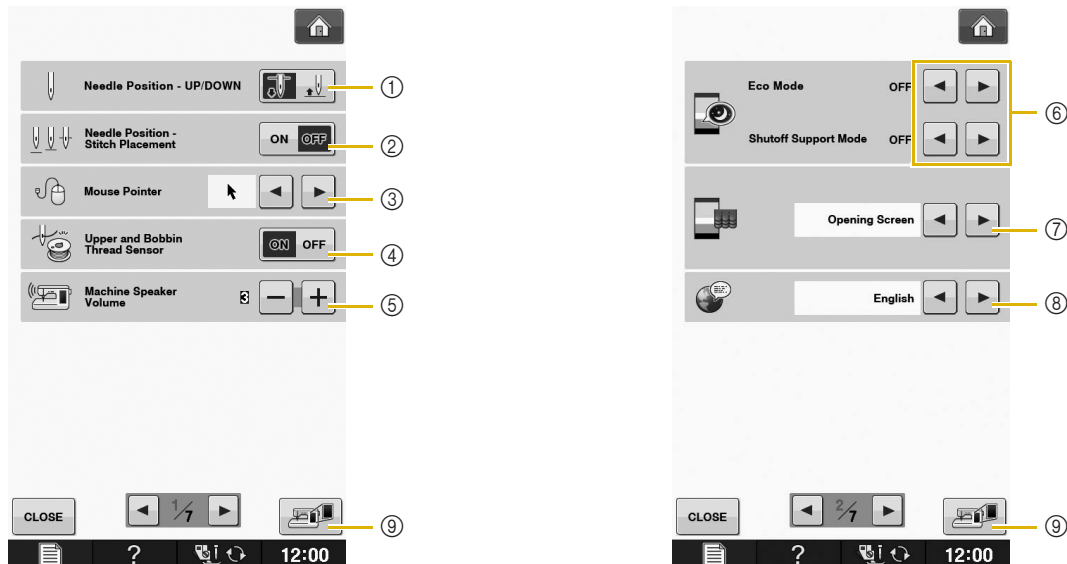 Needle Position - UP/DOWN
①
Needle Position -
Stitch Placement
ON OFF
②
Mouse Pointer
③
Upper and Bobbin
Thread Sensor
ON OFF
④
Machine Speaker
Volume
3
⑤
CLOSE
1/7
⑨
?
12:00
Eco Mode
OFF
⑥
Shutoff Support Mode
OFF
Opening Screen
⑦
English
⑧
CLOSE
2/7
⑨
?
12:00